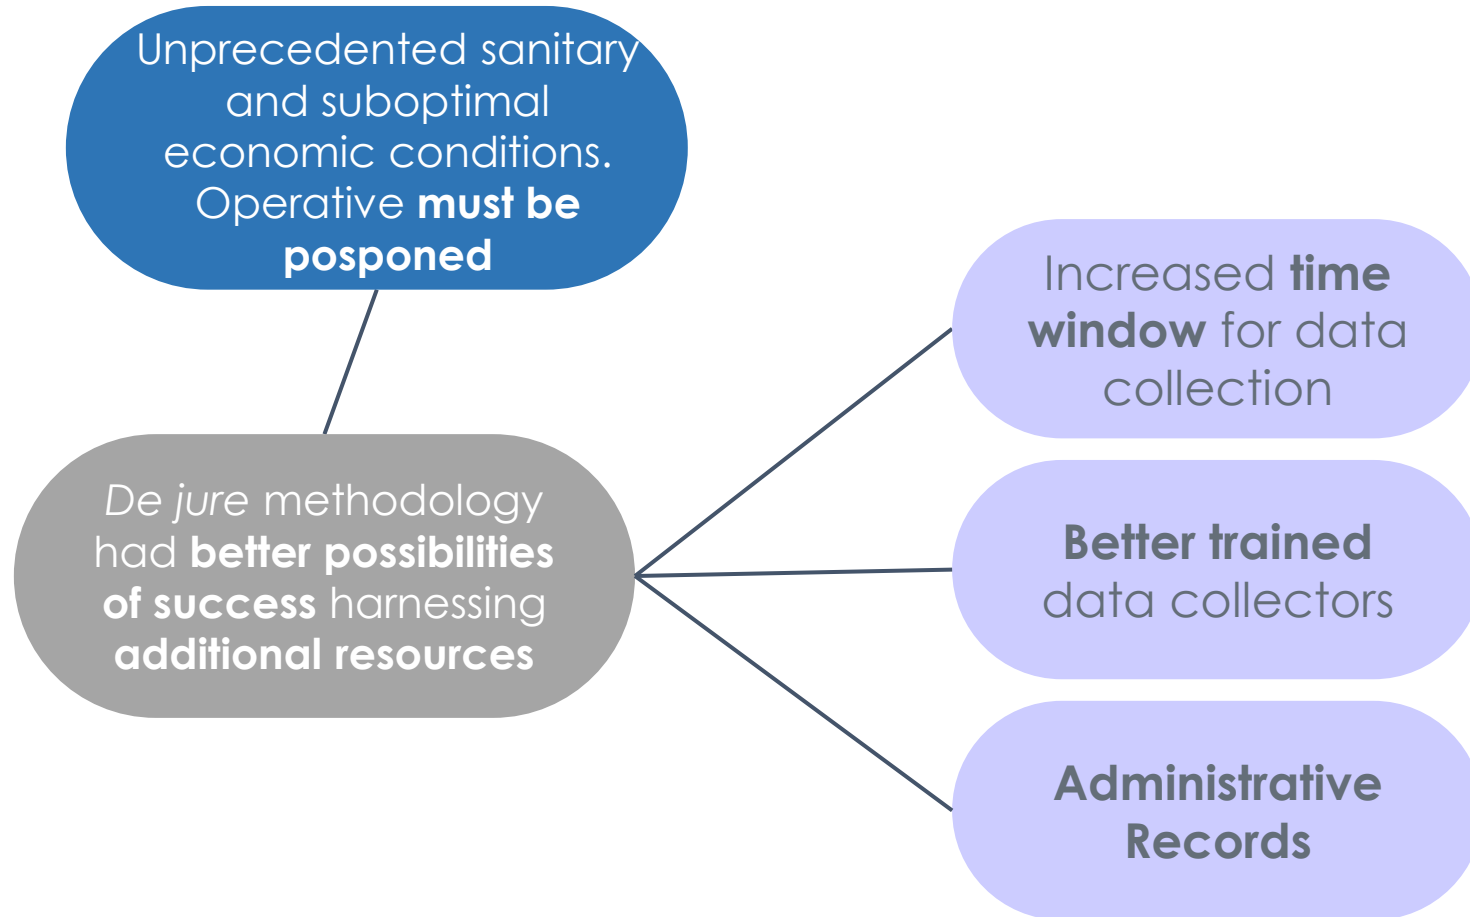 Unprecedented sanitary
and suboptimal
economic conditions.
Operative must be
posponed
De jure methodology
had better possibilities
of success harnessing
additional resources
Increased time
window for data
collection
Better trained
data collectors
Administrative
Records